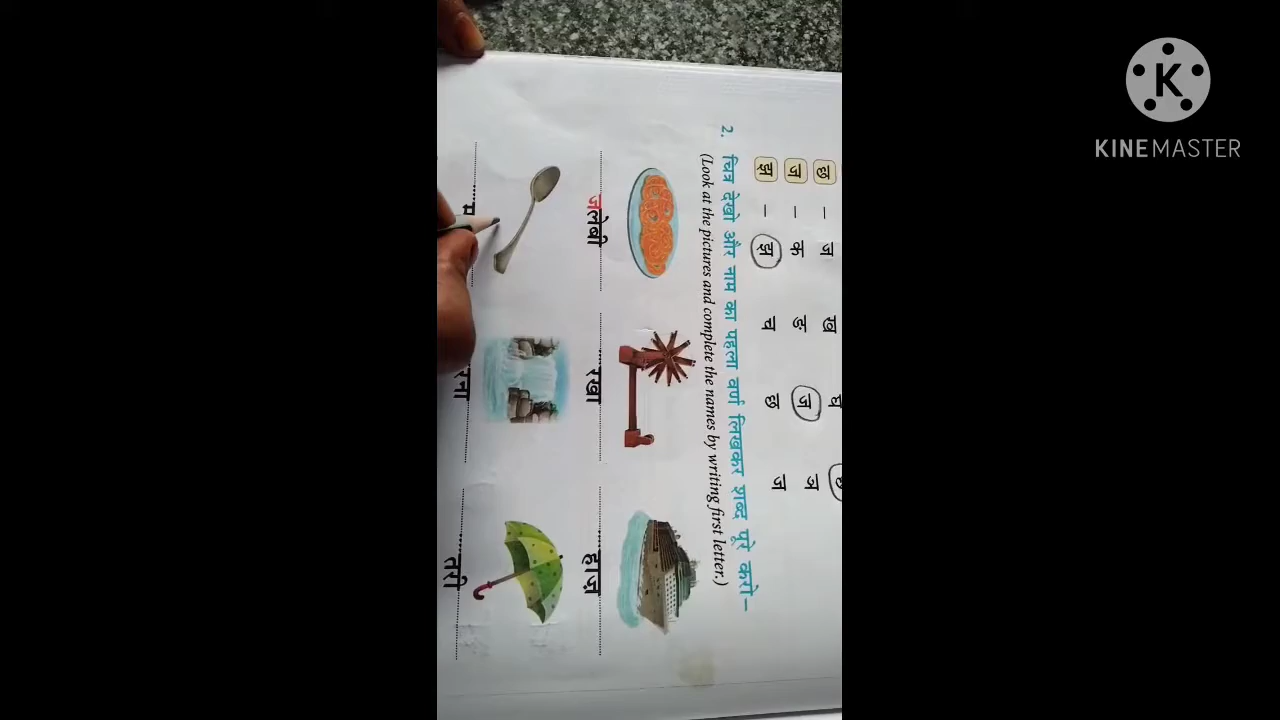 छ – ज ख च छ
ज – क ङ ज ञ
झ – झ च छ ज
2. चित्र देखो और नाम का पहला वर्ण लिखकर शब्द पूरे करो–
(Look at the pictures and complete the names by writing first letter.)
जलेबी ......रखा ......हाज़
......रना ......तरी
K
KINEMASTER